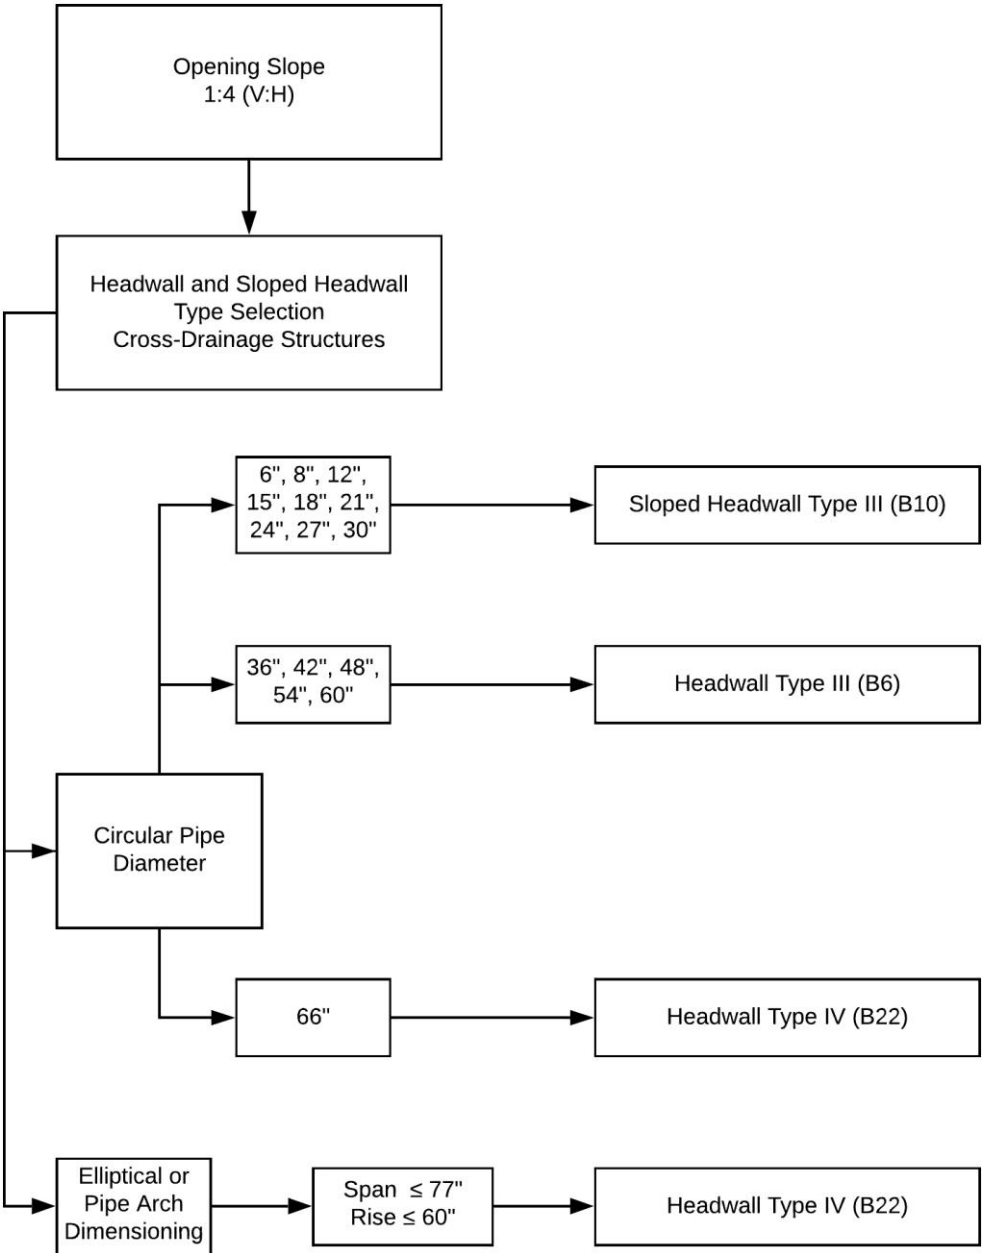 Opening Slope
1:4 (V:H)
Headwall and Sloped Headwall
Type Selection
Cross-Drainage Structures
6", 8", 12",
15", 18", 21",
24", 27", 30"
Sloped Headwall Type III (B10)
36", 42", 48",
54", 60"
Headwall Type III (B6)
Circular Pipe
Diameter
66"
Headwall Type IV (B22)
Elliptical or
Pipe Arch
Dimensioning
Span ≤ 77"
Rise ≤ 60"
Headwall Type IV (B22)